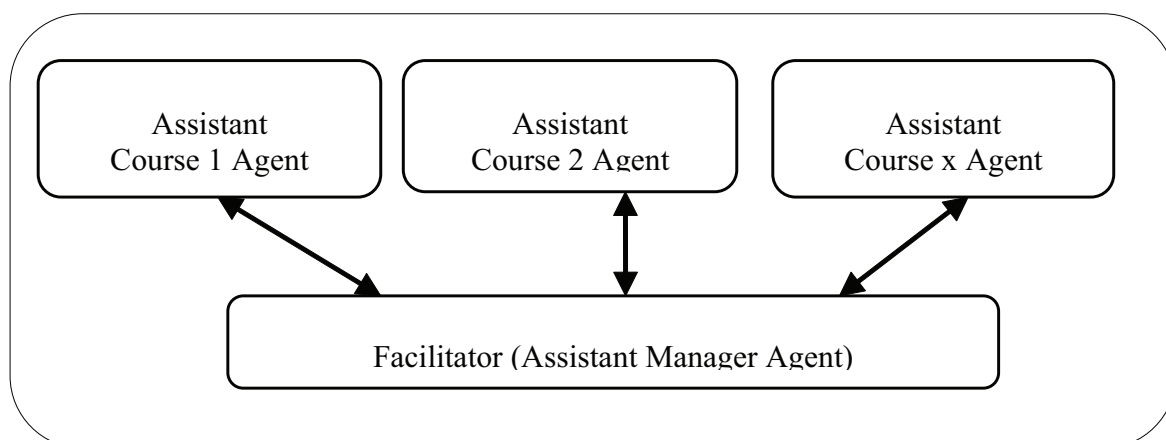 Assistant
Course 1 Agent
Assistant
Course 2 Agent
Assistant
Course x Agent
Facilitator (Assistant Manager Agent)